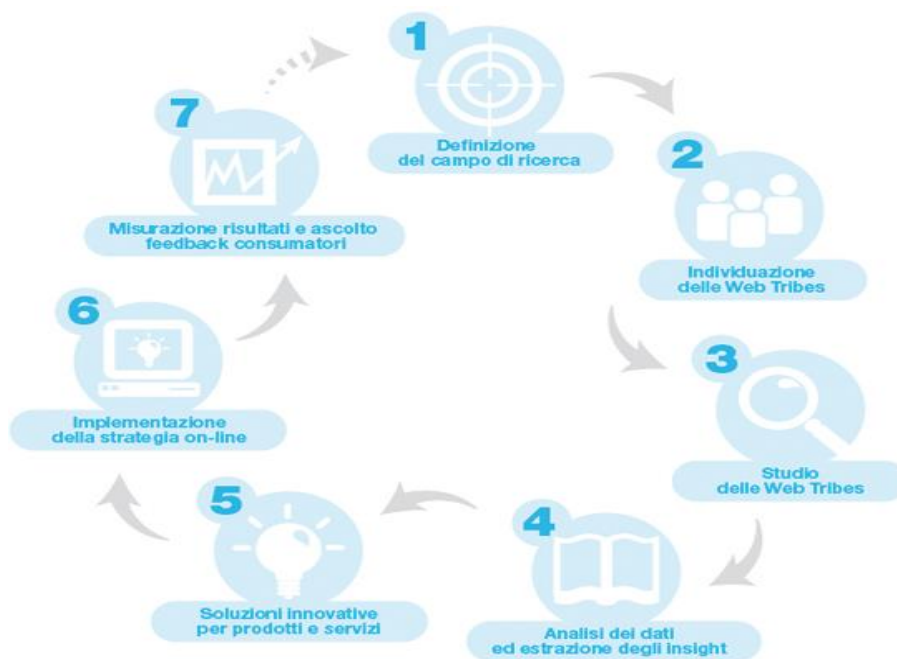 1
Definizione
del campo di ricerca
2
Individuazione
delle Web Tribes
3
Studio
delle Web Tribes
4
Analisi dei dati
ed estrazione degli insight
5
Soluzioni innovative
per prodotti e servizi
6
Implementazione
della strategia on-line
7
Misurazione risultati e ascolto
feedback consumatori